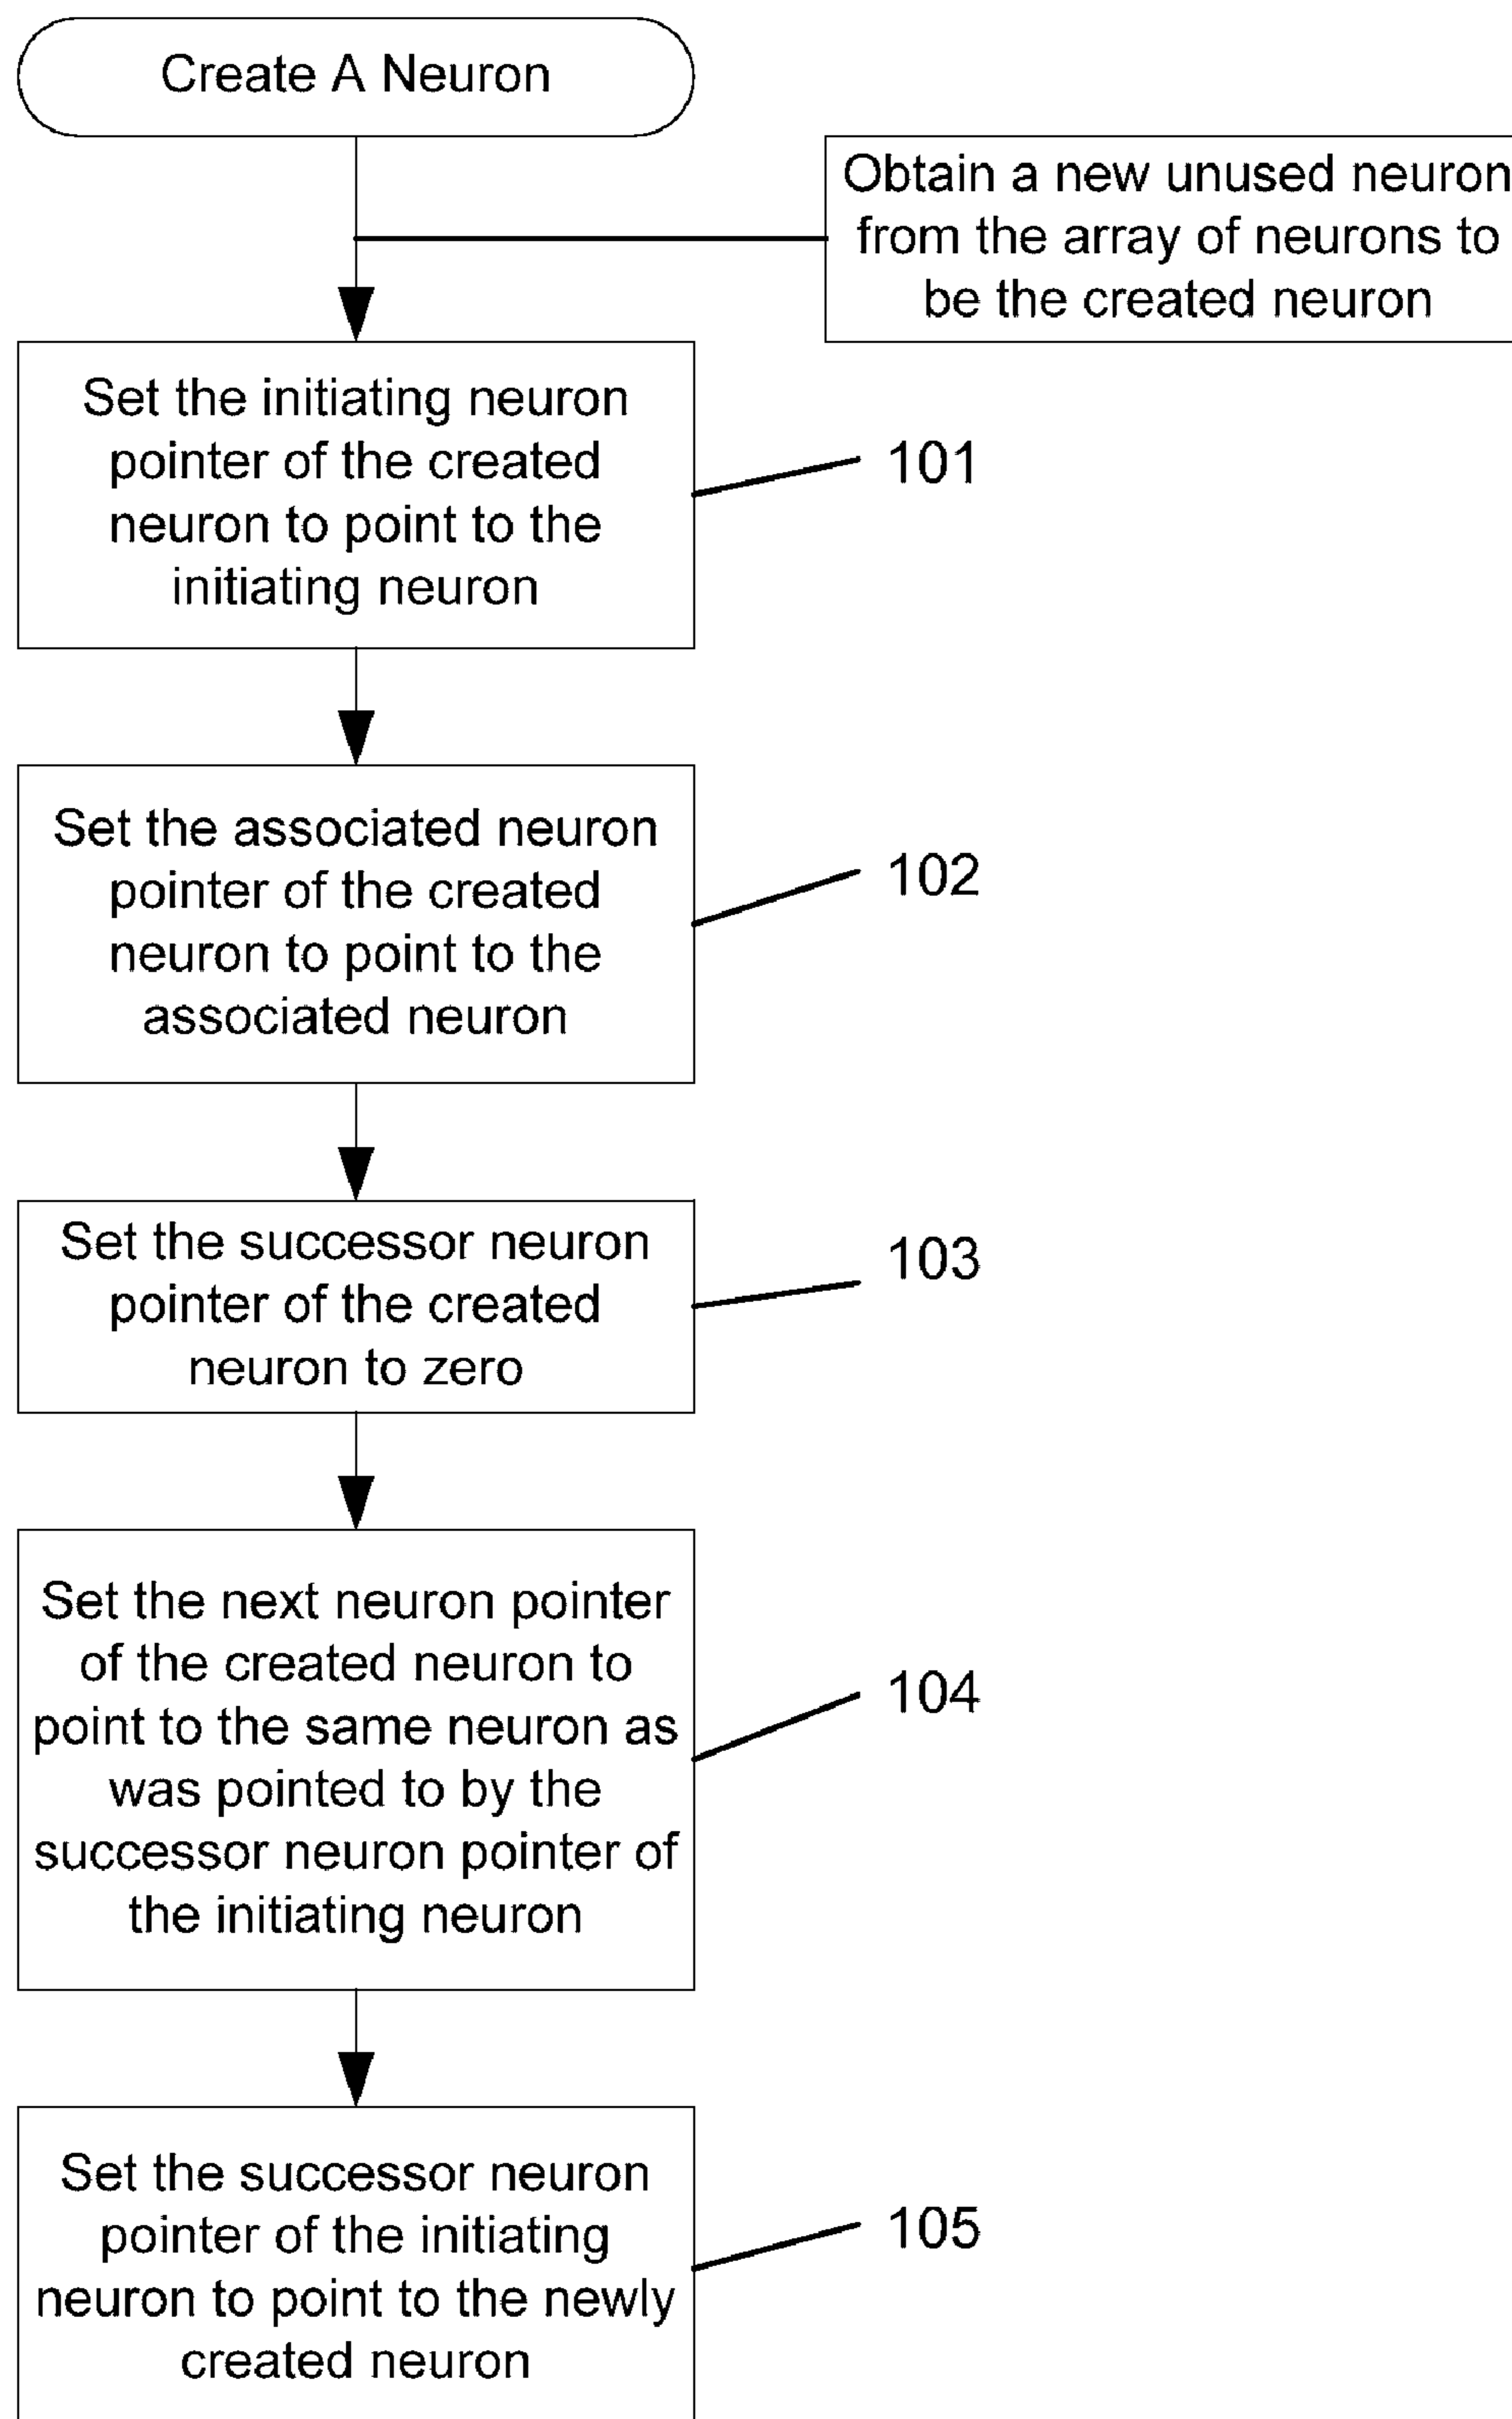 Create A Neuron
Obtain a new unused neuron
from the array of neurons to
be the created neuron
Set the initiating neuron
pointer of the created
neuron to point to the
initiating neuron
101
Set the associated neuron
pointer of the created
neuron to point to the
associated neuron
102
Set the successor neuron
pointer of the created
neuron to zero
103
Set the next neuron pointer
of the created neuron to
point to the same neuron as
was pointed to by the
successor neuron pointer of
the initiating neuron
104
Set the successor neuron
pointer of the initiating
neuron to point to the newly
created neuron
105